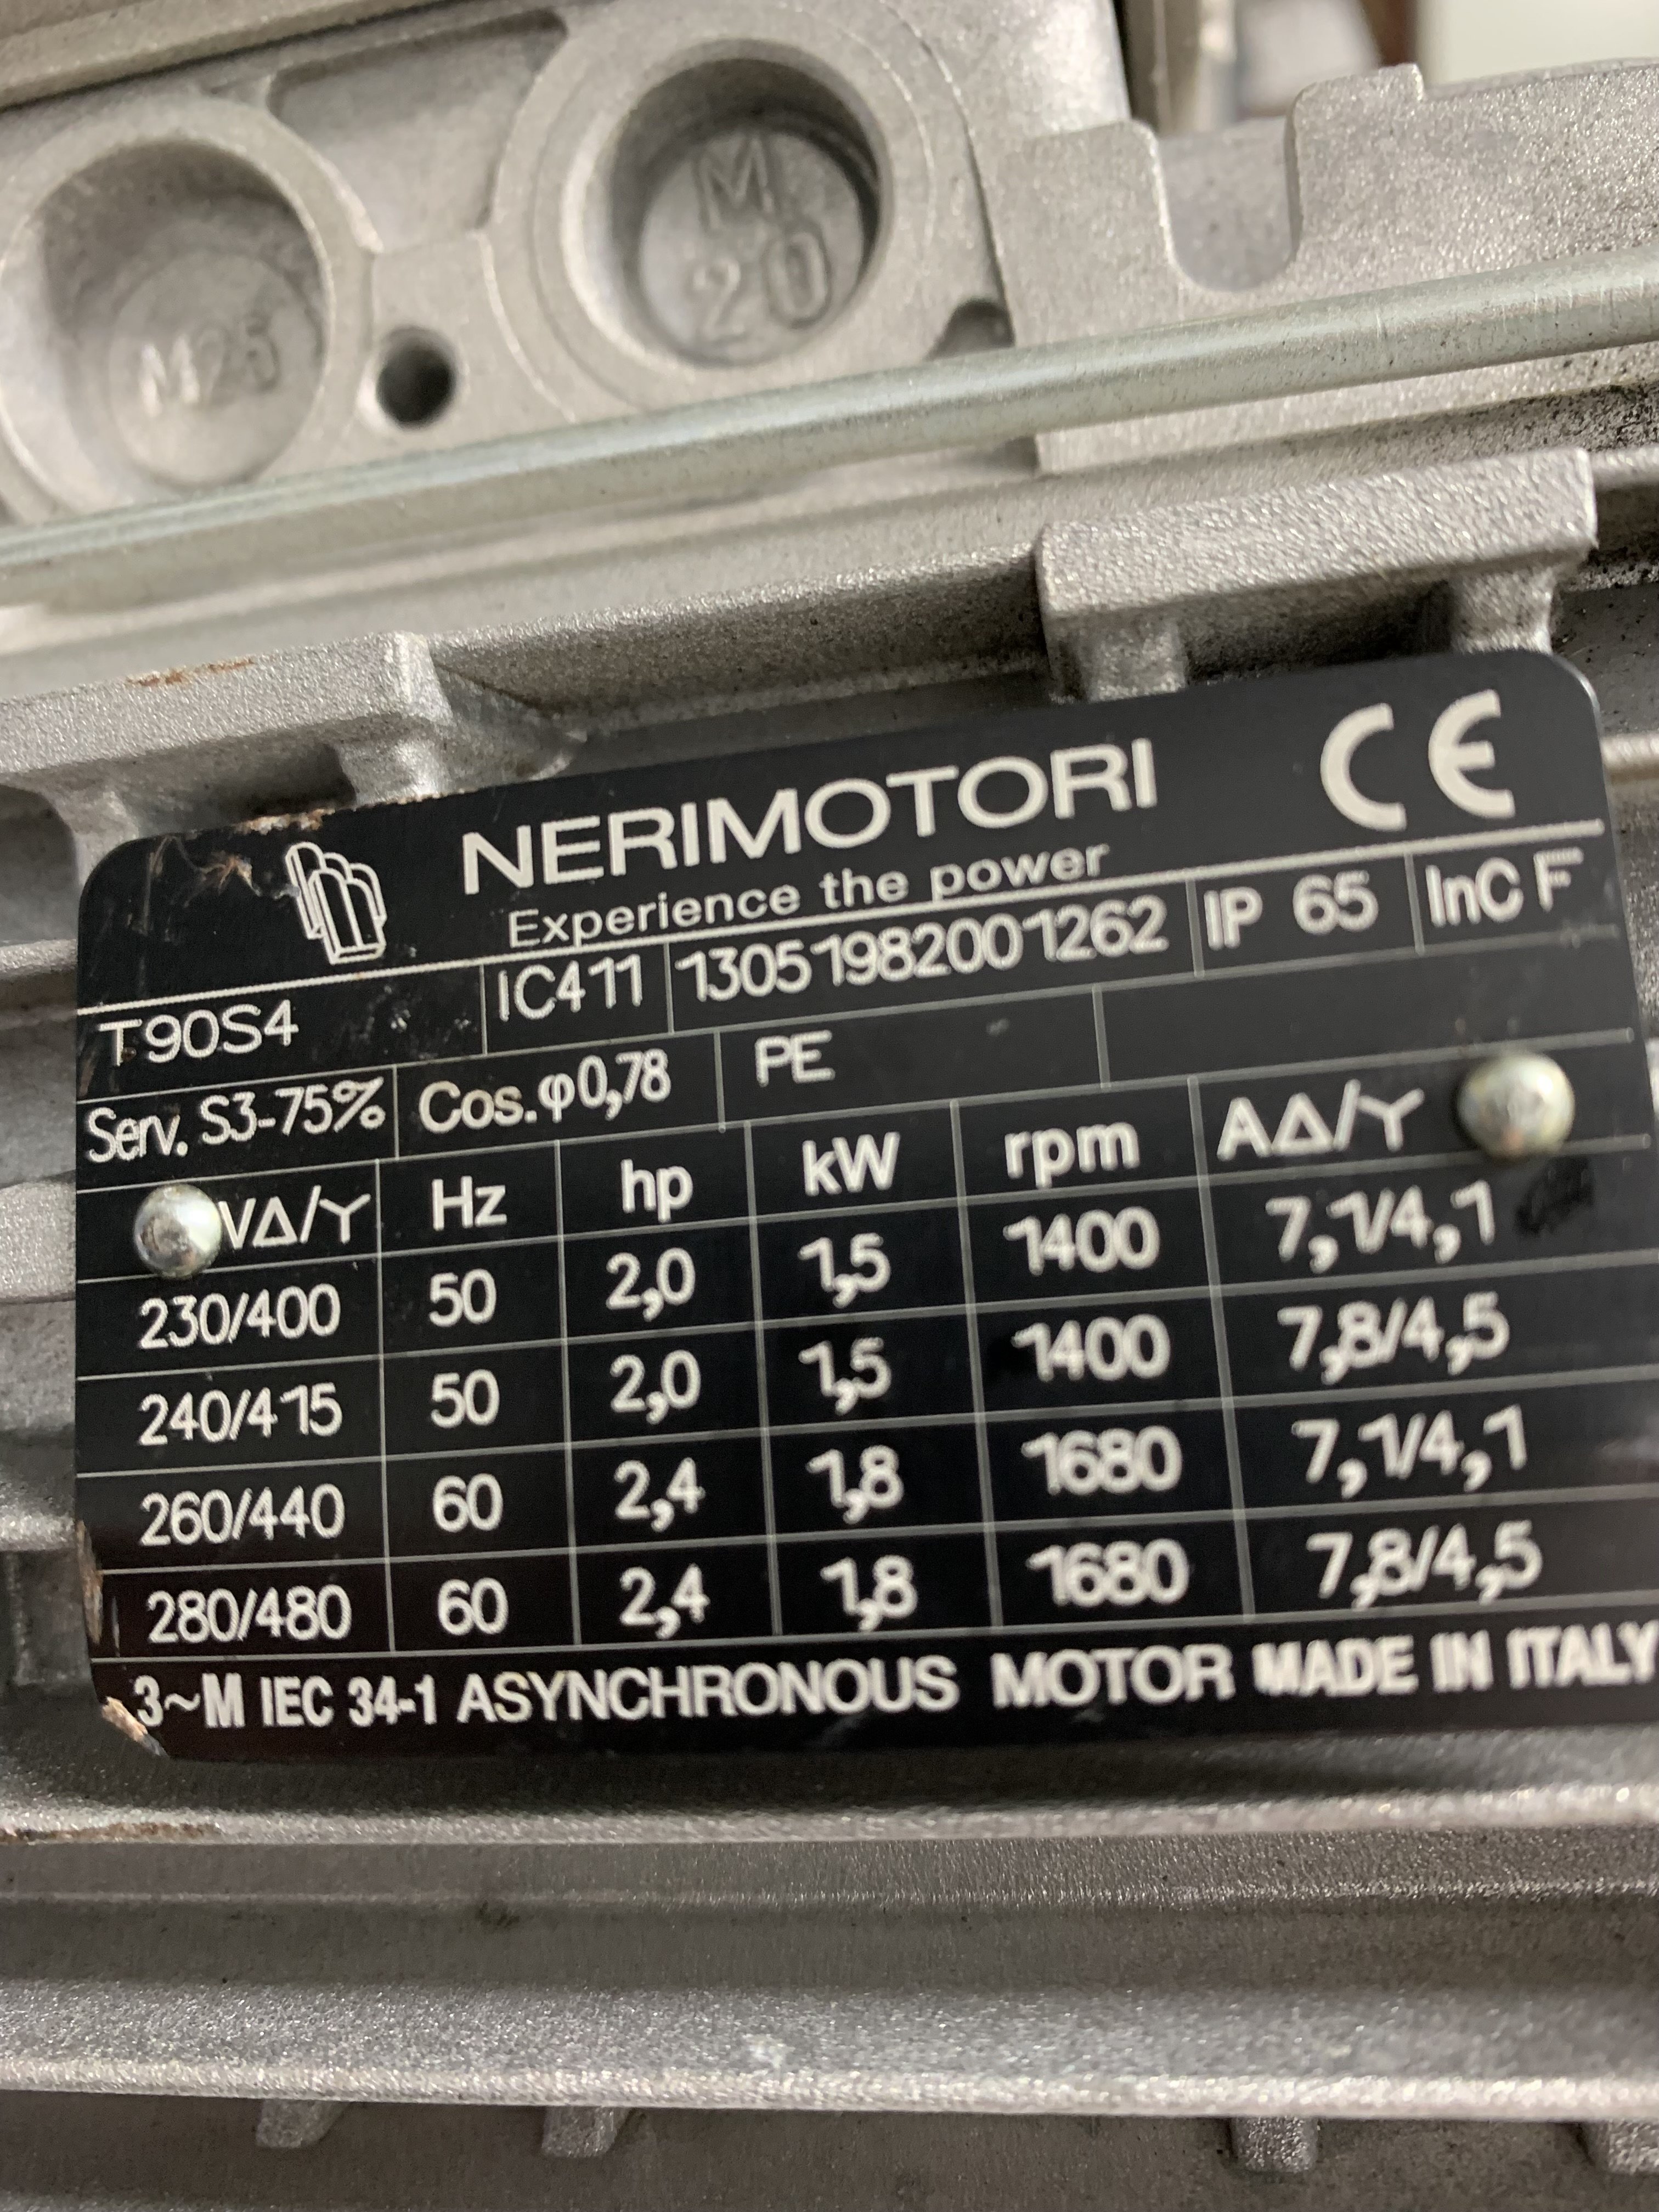 M
20
M25
NERIMOTORI CE
Experience the power
T90S4 IC411 13051982001262 IP 65 InC F
Serv. S3-75% Cos.φ0,78 PE
VΔ/Y Hz hp kW rpm AΔ/Y
230/400 50 2,0 1,5 1400 7,1/4,1
240/415 50 2,0 1,5 1400 7,8/4,5
260/440 60 2,4 1,8 1680 7,1/4,1
280/480 60 2,4 1,8 1680 7,8/4,5
3~M IEC 34-1 ASYNCHRONOUS MOTOR MADE IN ITALY